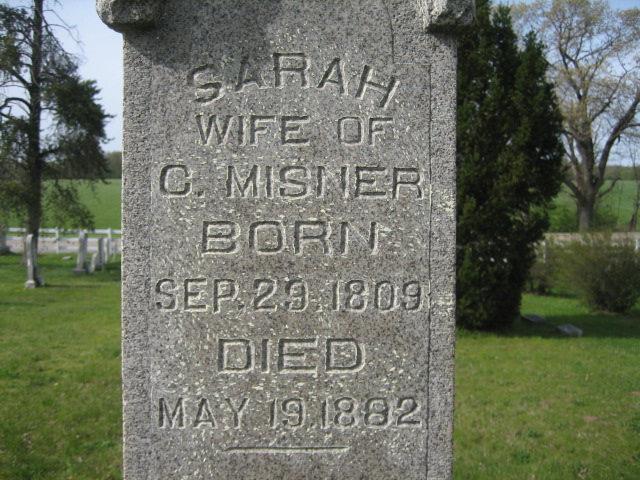 SARAH
WIFE OF
C. MISNER
BORN
SEP. 29. 1809
DIED
MAY 19. 1882